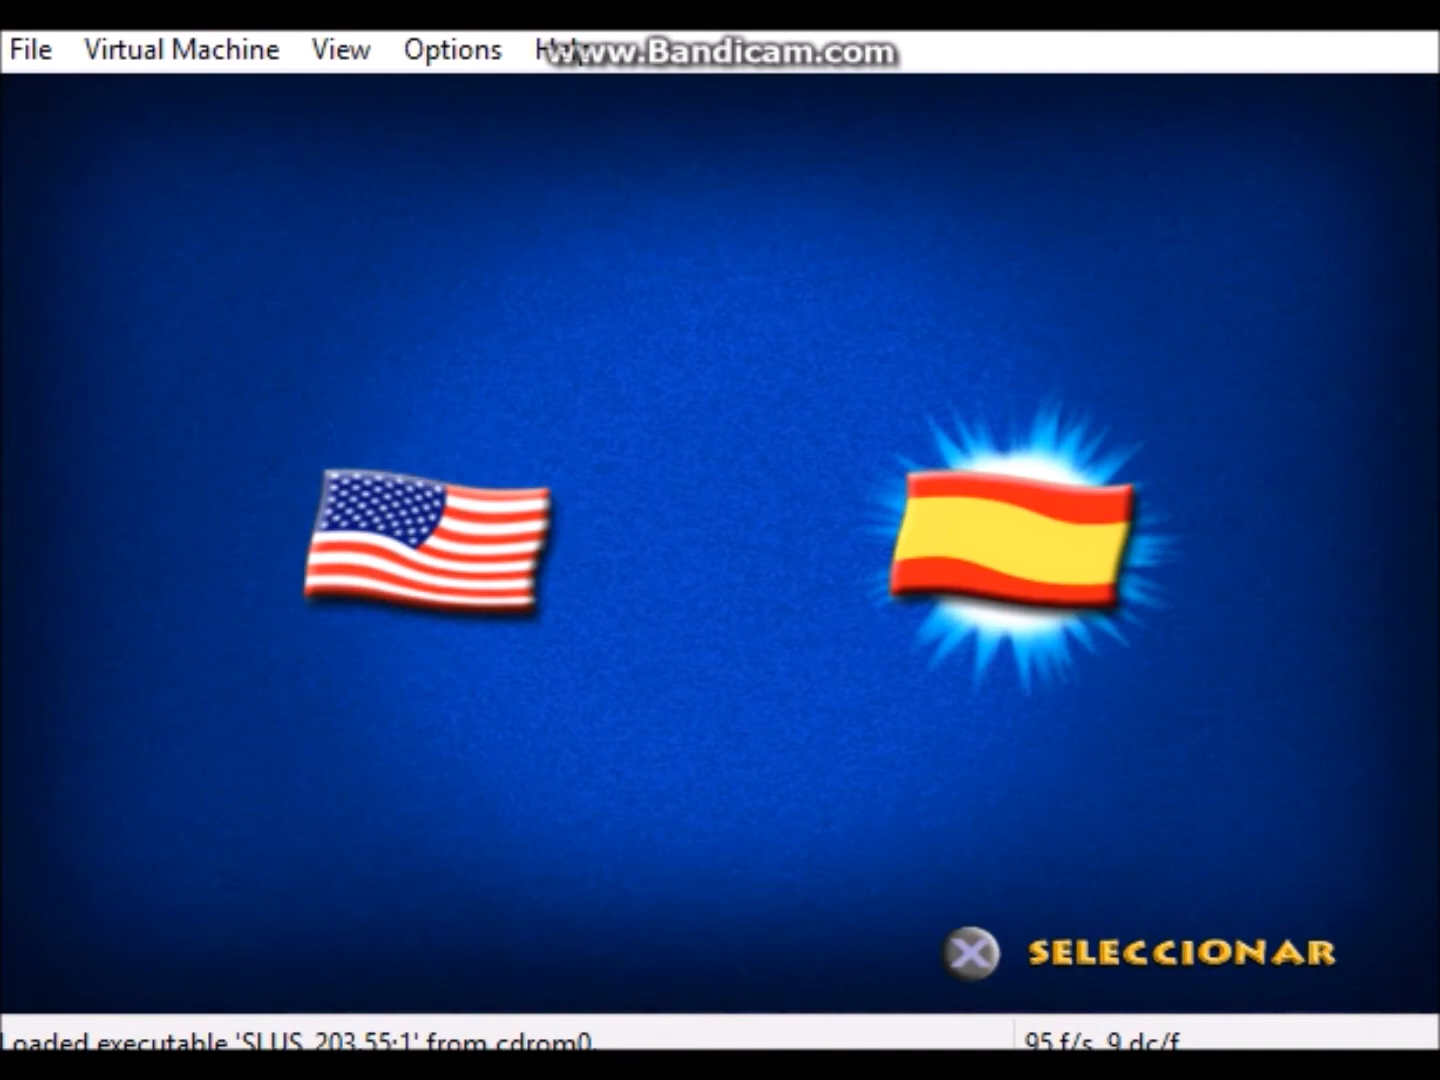 File Virtual Machine View Options Help
www.Bandicam.com
SELECCIONAR
Loaded executable 'SLUS_203.55;1' from cdrom0.
95 f/s, 9 dc/f